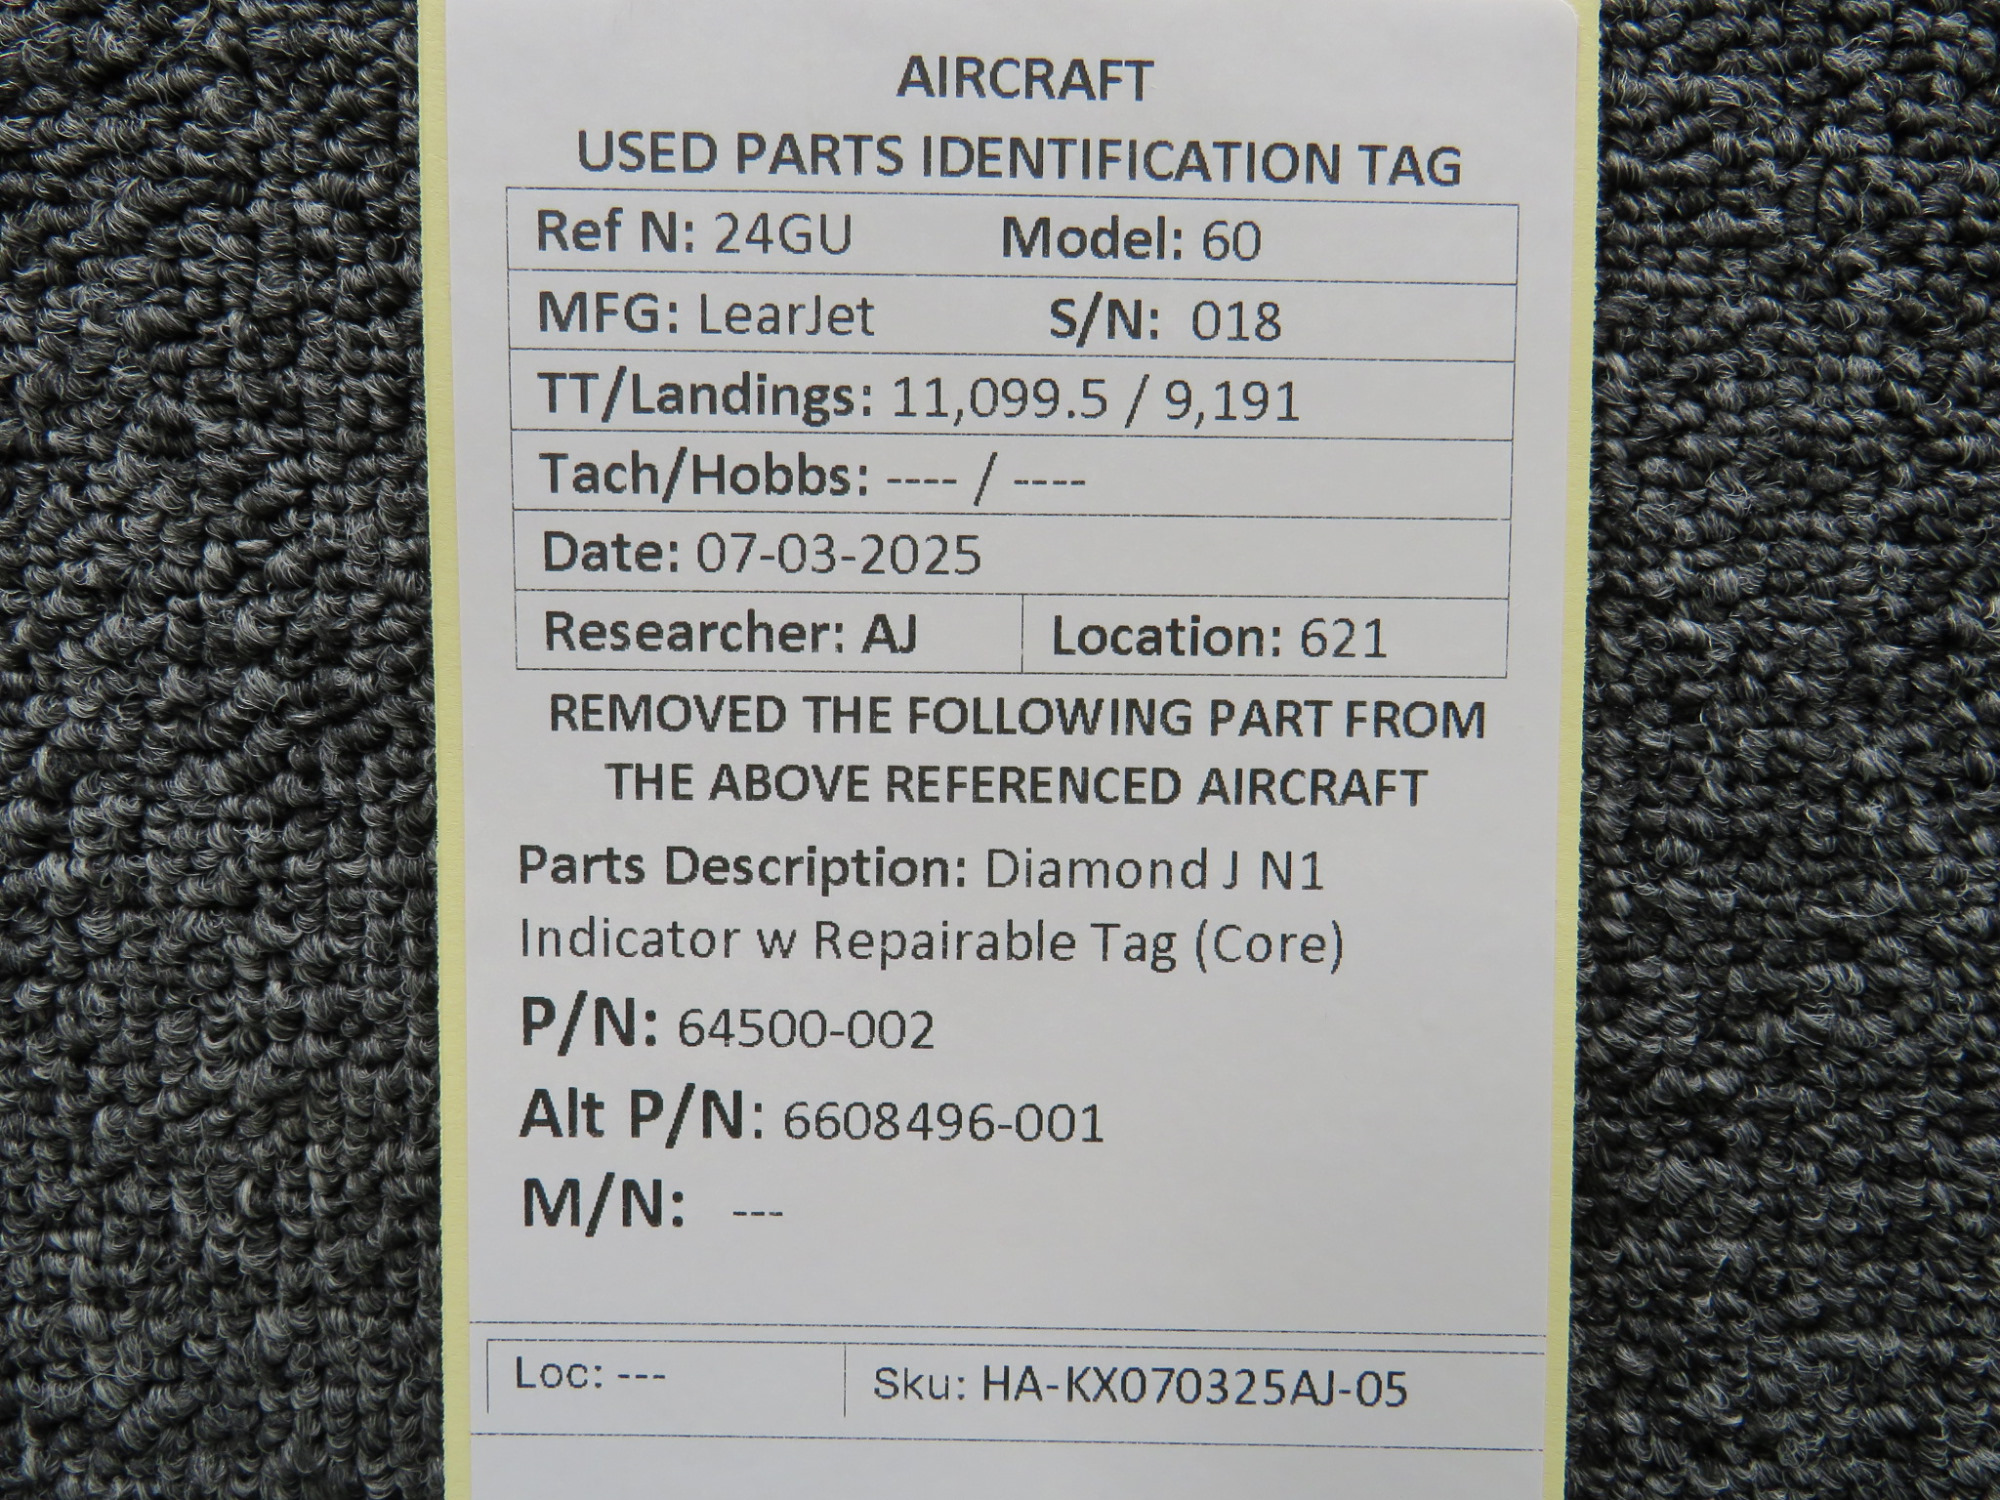 AIRCRAFT
USED PARTS IDENTIFICATION TAG
Ref N: 24GU Model: 60
MFG: LearJet S/N: 018
TT/Landings: 11,099.5 / 9,191
Tach/Hobbs: ---- / ----
Date: 07-03-2025
Researcher: AJ Location: 621
REMOVED THE FOLLOWING PART FROM
THE ABOVE REFERENCED AIRCRAFT
Parts Description: Diamond J N1
Indicator w Repairable Tag (Core)
P/N: 64500-002
Alt P/N: 6608496-001
M/N: ---
Loc: --- Sku: HA-KX070325AJ-05